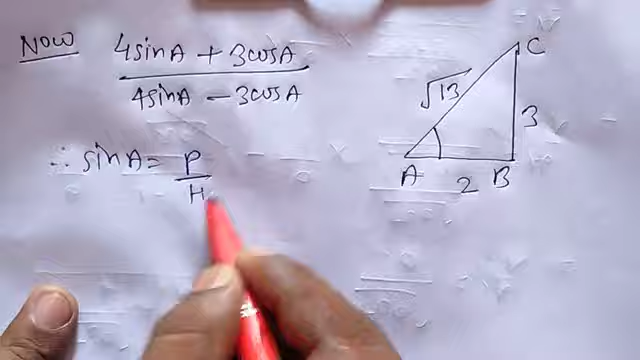 Now
4sinA + 3cosA
4sinA - 3cosA
∴ sinA = P
H
C
√13
3
A
2
B